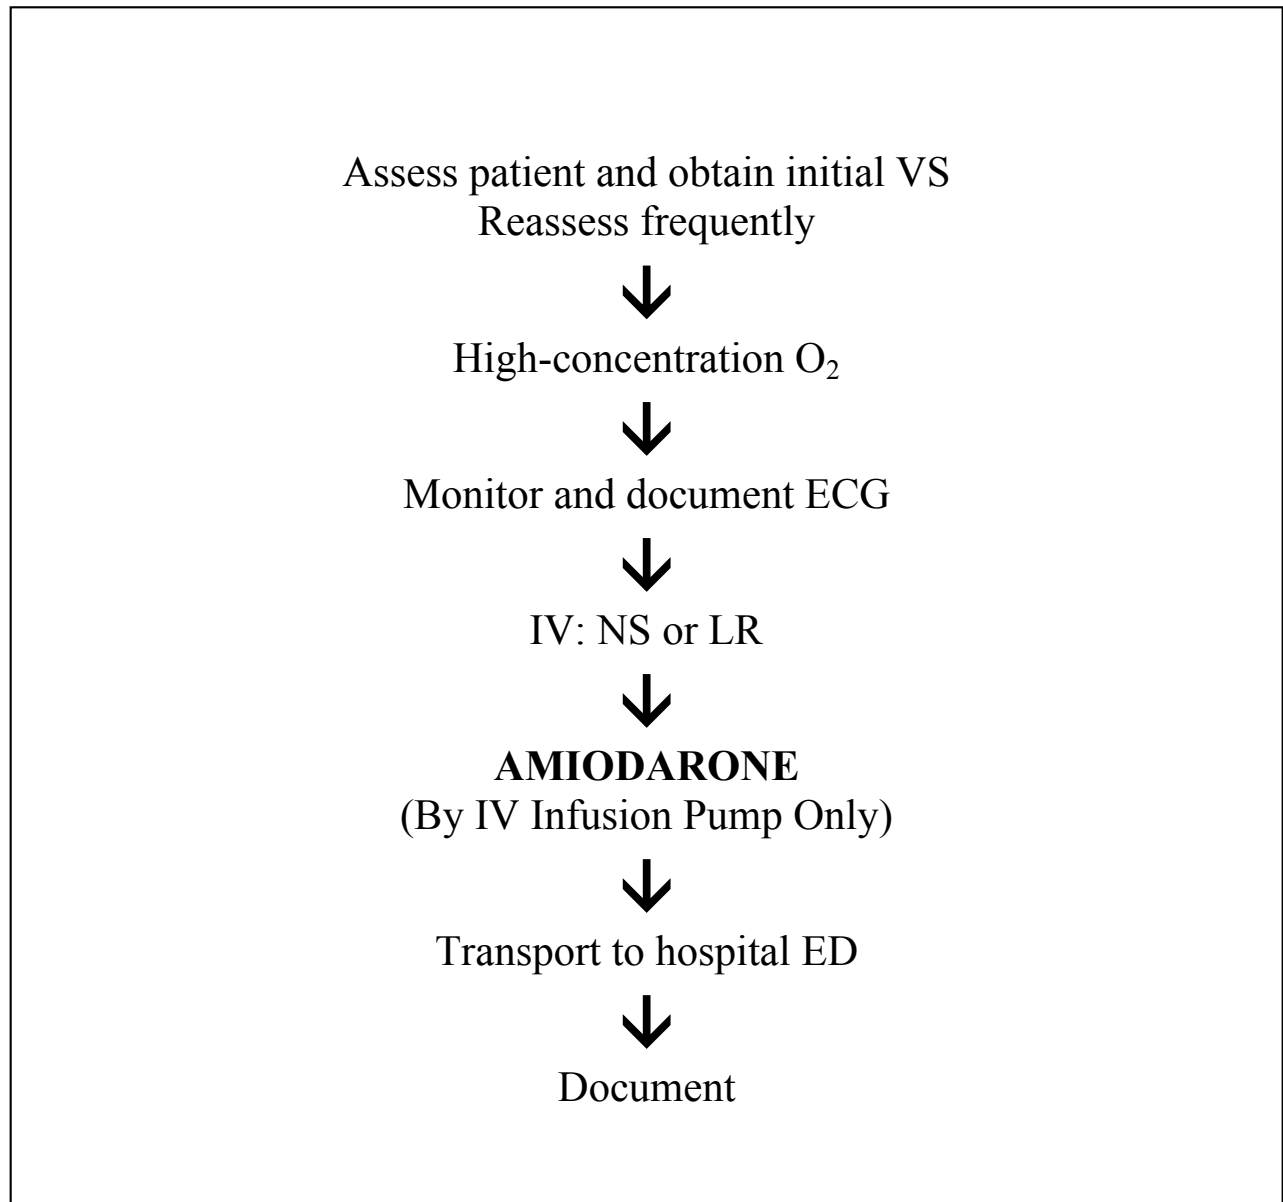 Assess patient and obtain initial VS
Reassess frequently
High-concentration O₂
Monitor and document ECG
IV: NS or LR
AMIODARONE
(By IV Infusion Pump Only)
Transport to hospital ED
Document